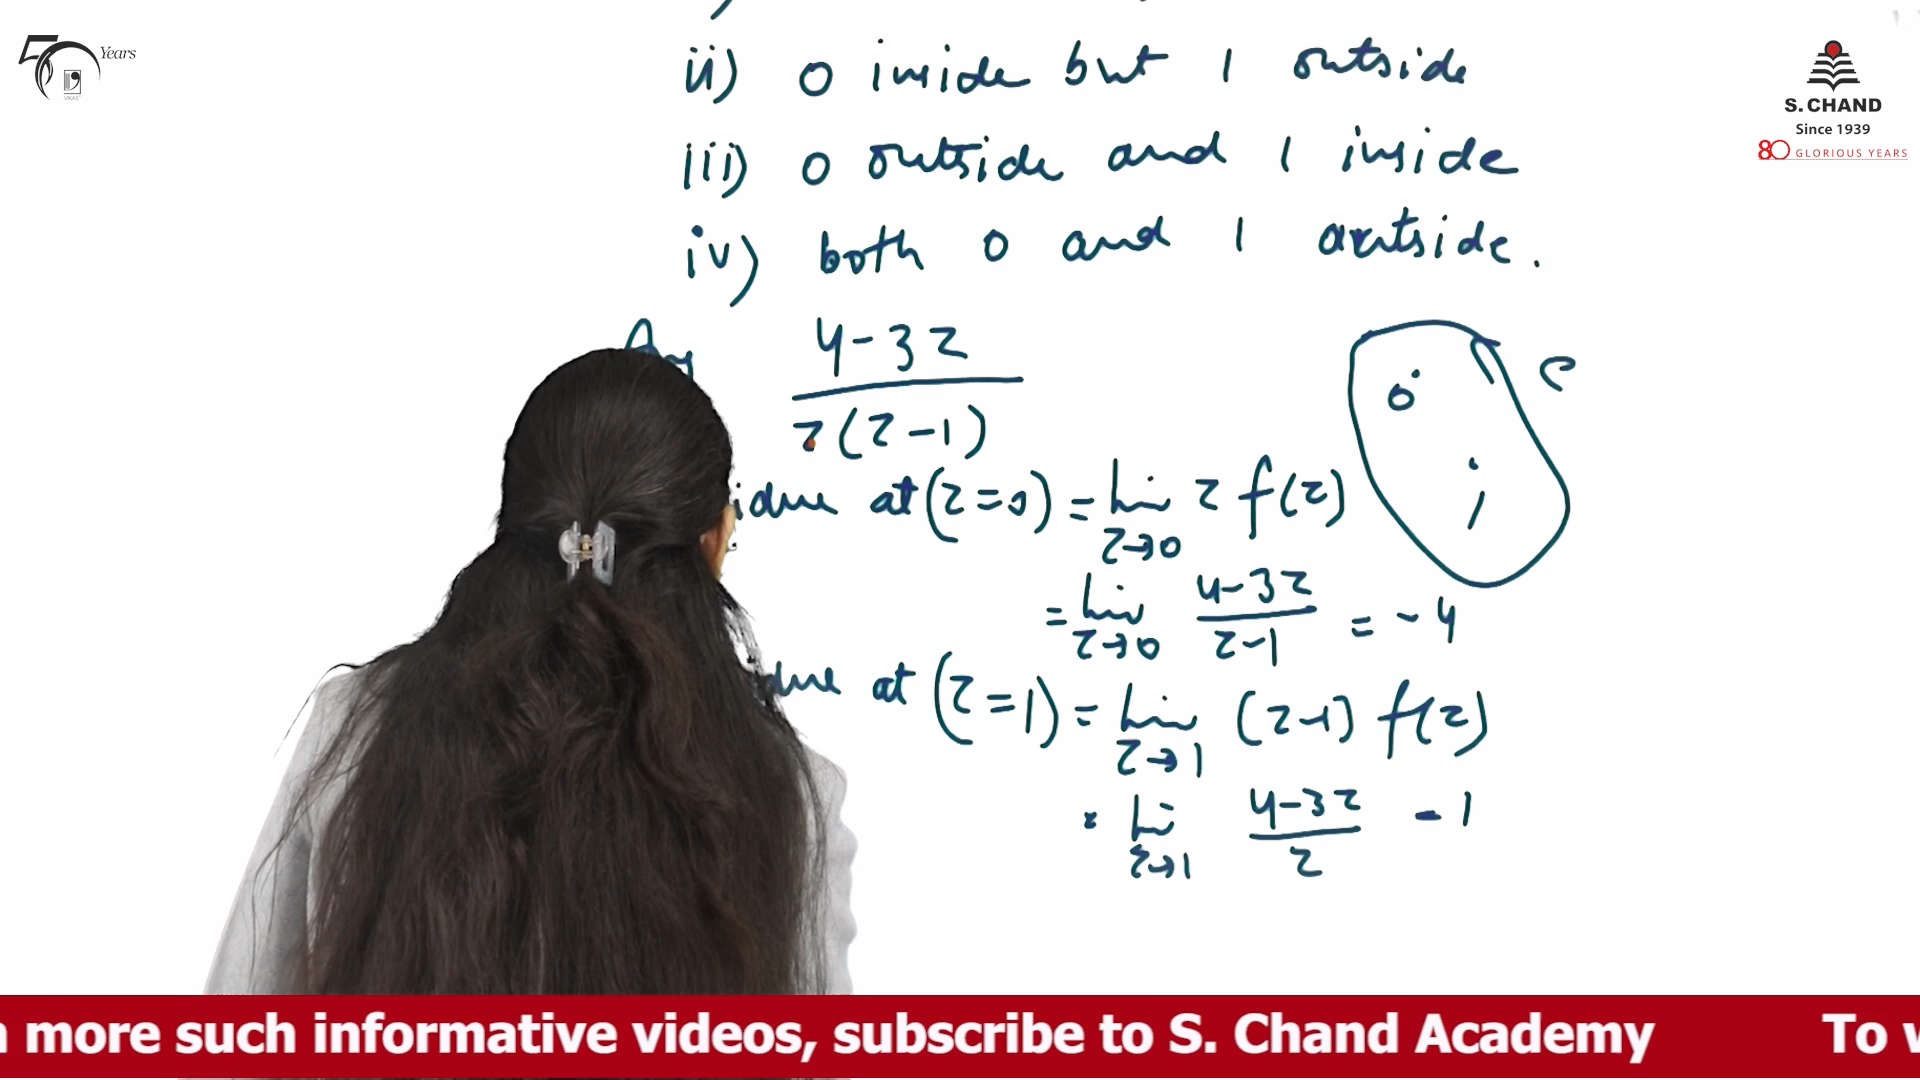 50 Years
VIKAS
S. CHAND
Since 1939
80 GLORIOUS YEARS
ii) 0 inside but 1 outside
iii) 0 outside and 1 inside
iv) both 0 and 1 outside.
4-3z
z(z-1)
0
1
C
at (z=0) = lim z f(z)
z→0
= lim 4-3z / z-1 = -4
z→0
at (z=1) = lim (z-1) f(z)
z→1
= lim 4-3z / z = 1
z→1
more such informative videos, subscribe to S. Chand Academy To